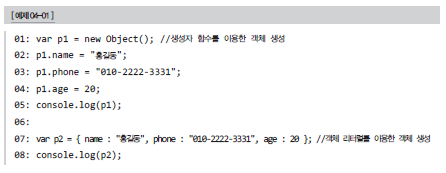 [예제 04-01]
01: var p1 = new Object(); //생성자 함수를 이용한 객체 생성
02: p1.name = "홍길동";
03: p1.phone = "010-2222-3331";
04: p1.age = 20;
05: console.log(p1);
06:
07: var p2 = { name : "홍길동", phone : "010-2222-3331", age : 20 }; //객체 리터럴를 이용한 객체 생성
08: console.log(p2);